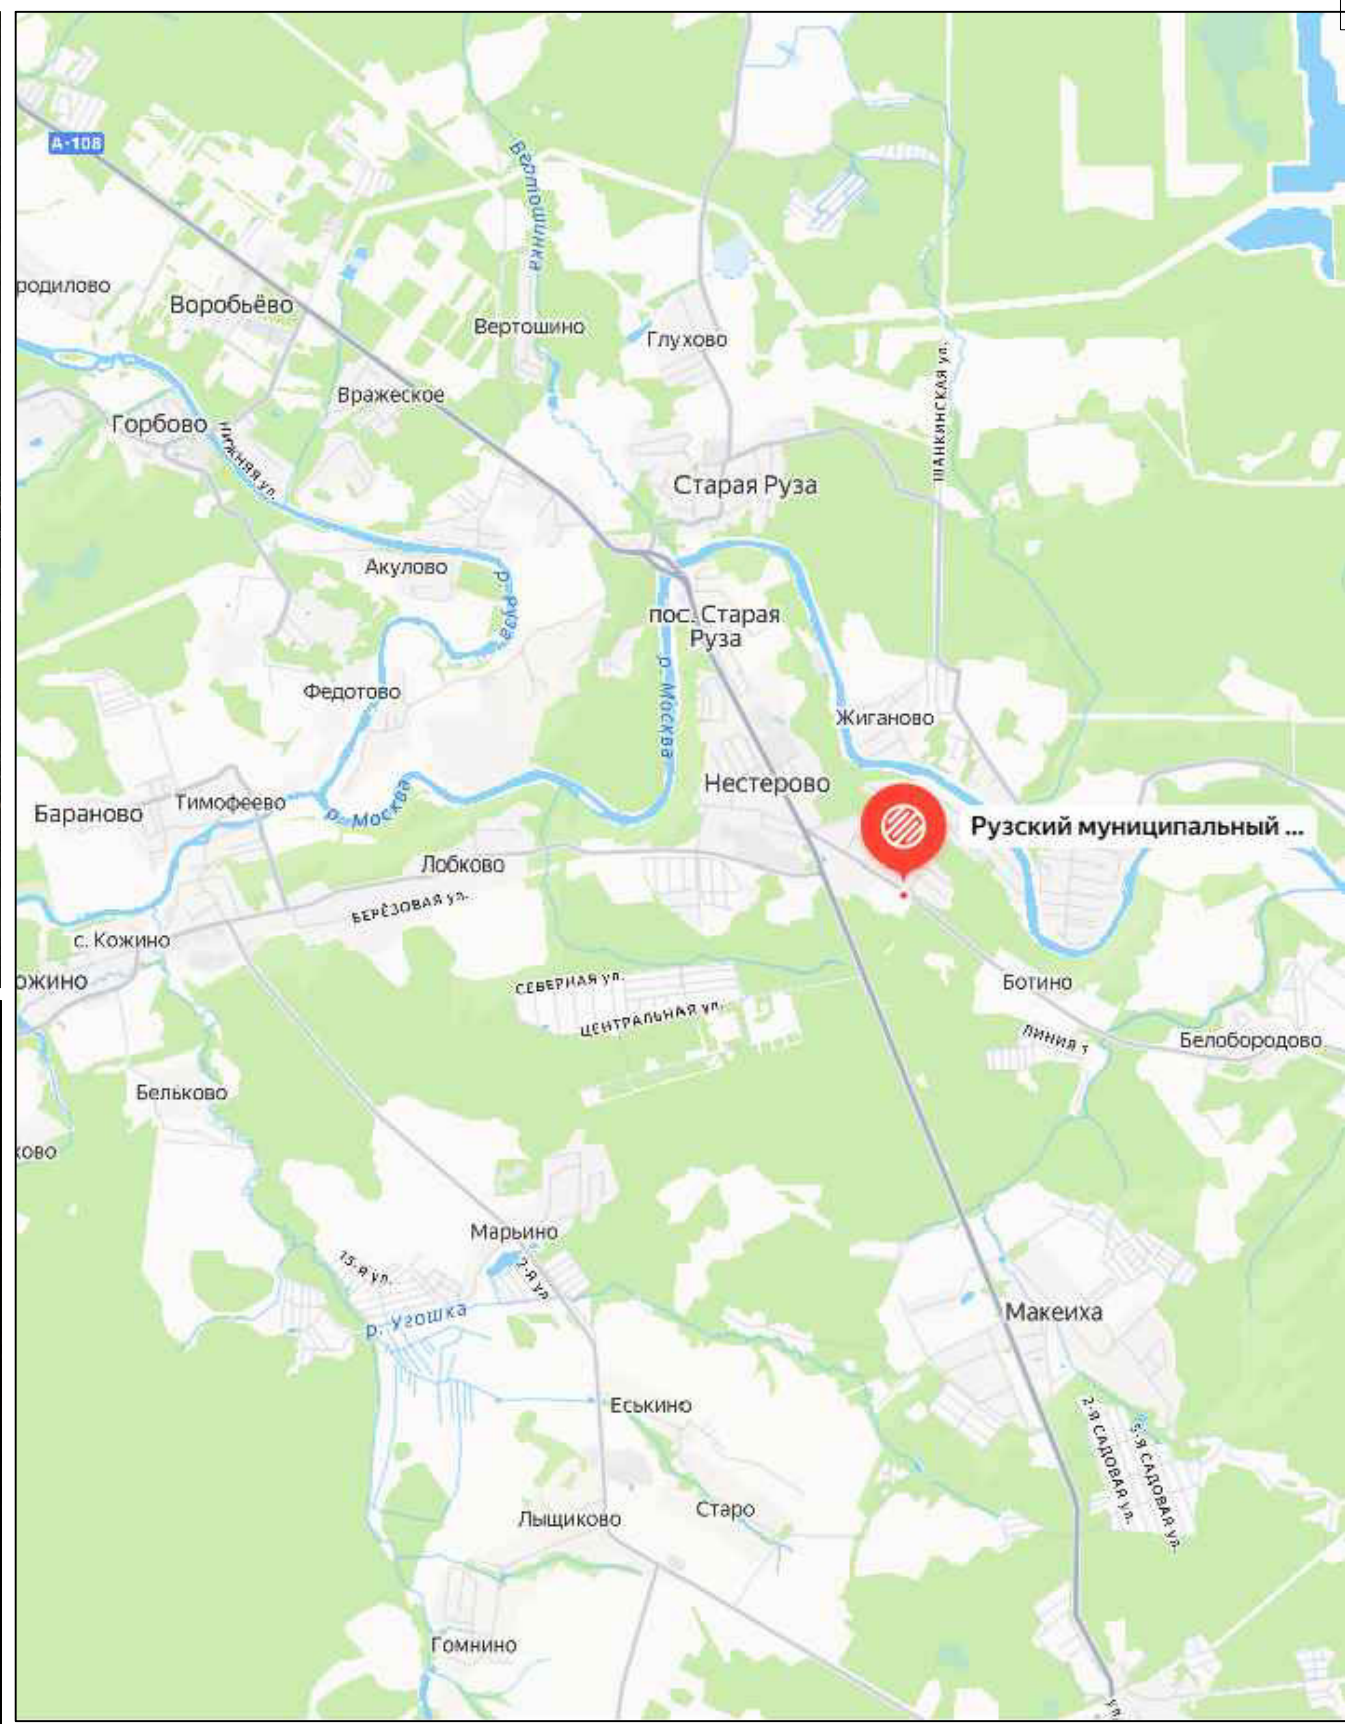 А-108
Вертошинка
родилово
Воробьёво
Вертошино
Глухово
Вражеское
ШАНКИНСКАЯ ул.
Горбово
НИЖНЯЯ ул.
Старая Руза
Акулово
р. Руза
пос. Старая
Руза
р. Москва
Федотово
Жиганово
Нестерово
Тимофеево
Бараново
р. Москва
Рузский муниципальный ...
Лобково
БЕРЁЗОВАЯ ул.
с. Кожино
ожино
СЕВЕРНАЯ ул.
ЦЕНТРАЛЬНАЯ ул.
Ботино
ЛИНИЯ 1
Белобородово
Бельково
ково
Марьино
15-Я ул.
2-Я ул.
р. Угошка
Макеиха
Еськино
2-Я САДОВАЯ ул.
5-Я САДОВАЯ ул.
Старо
Лыщиково
Гомнино
ул.